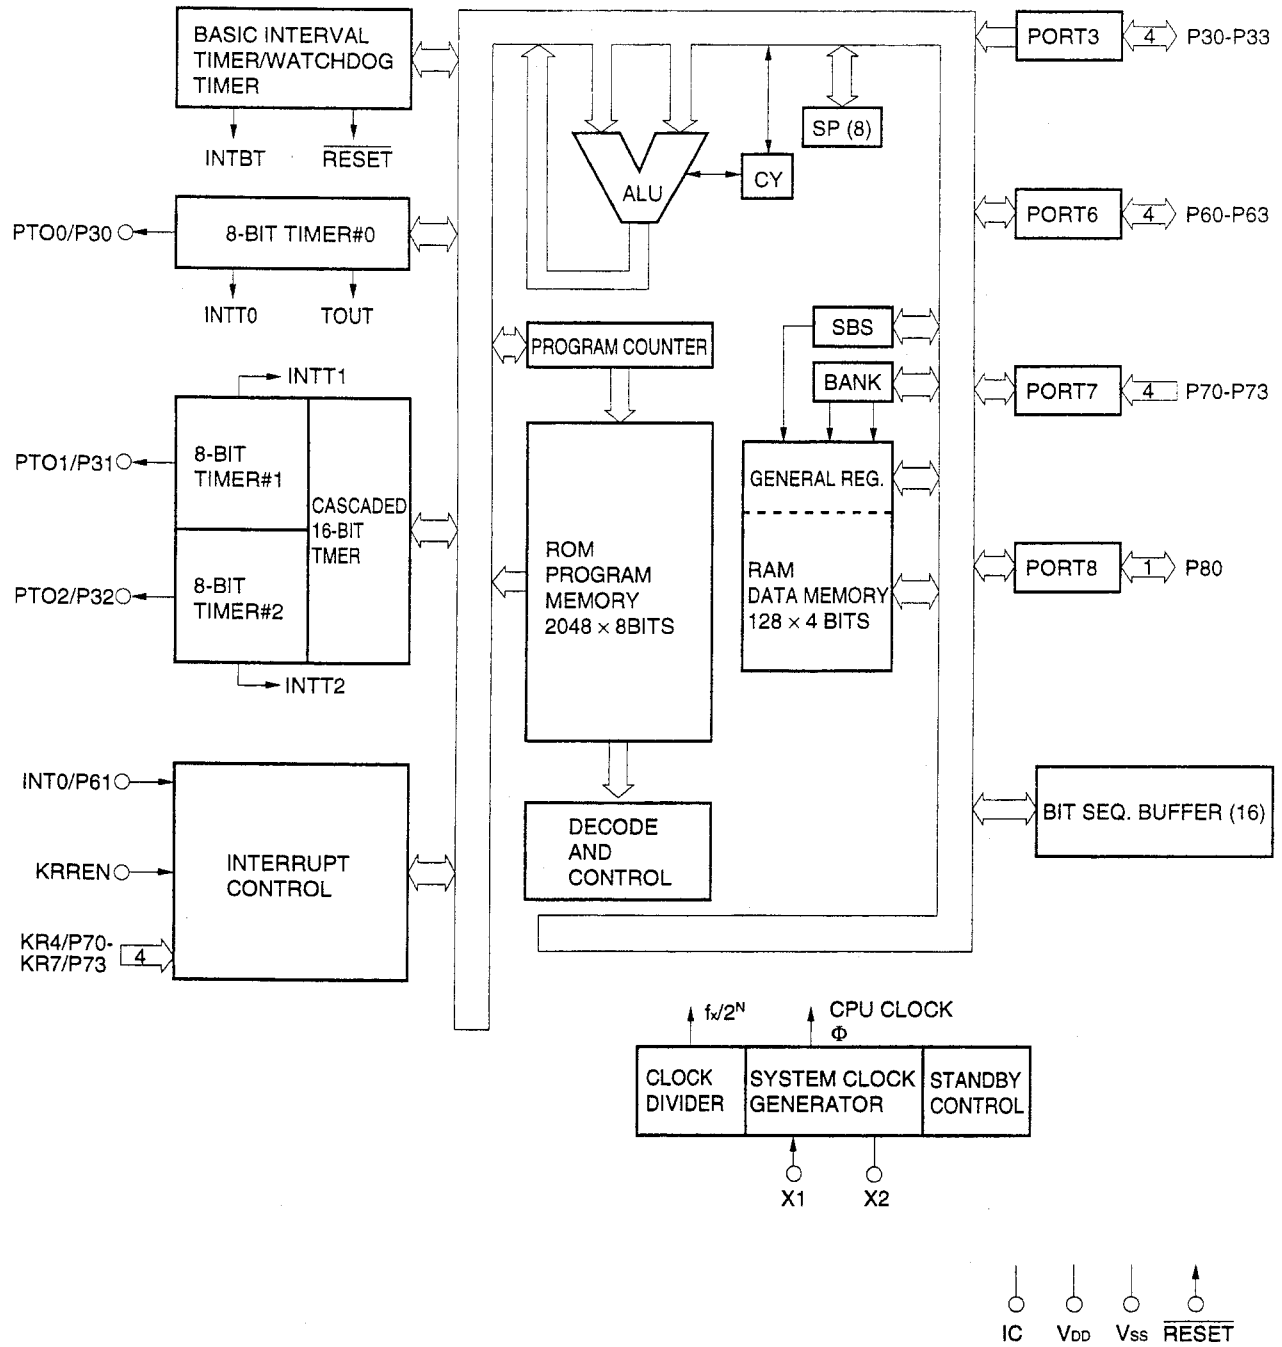 BASIC INTERVAL
TIMER/WATCHDOG
TIMER
INTBT
RESET
PTO0/P30
8-BIT TIMER#0
INTT0
TOUT
INTT1
PTO1/P31
8-BIT
TIMER#1
CASCADED
16-BIT
TMER
PTO2/P32
8-BIT
TIMER#2
INTT2
INT0/P61
KRREN
KR4/P70-
KR7/P73
4
INTERRUPT
CONTROL
ALU
CY
SP (8)
PROGRAM COUNTER
ROM
PROGRAM
MEMORY
2048 × 8BITS
DECODE
AND
CONTROL
SBS
BANK
GENERAL REG.
RAM
DATA MEMORY
128 × 4 BITS
PORT3
4
P30-P33
PORT6
4
P60-P63
PORT7
4
P70-P73
PORT8
1
P80
BIT SEQ. BUFFER (16)
fx/2N
CPU CLOCK
Φ
CLOCK
DIVIDER
SYSTEM CLOCK
GENERATOR
STANDBY
CONTROL
X1
X2
IC
VDD
VSS
RESET